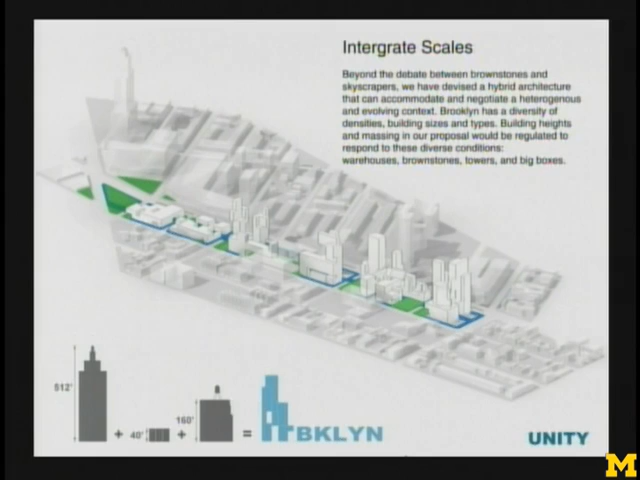 Intergrate Scales
Beyond the debate between brownstones and
skyscrapers, we have devised a hybrid architecture
that can accommodate and negotiate a heterogenous
and evolving context. Brooklyn has a diversity of
densities, building sizes and types. Building heights
and massing in our proposal would be regulated to
respond to these diverse conditions:
warehouses, brownstones, towers, and big boxes.
512'
+ 40' + 160' = BKLYN
UNITY
M